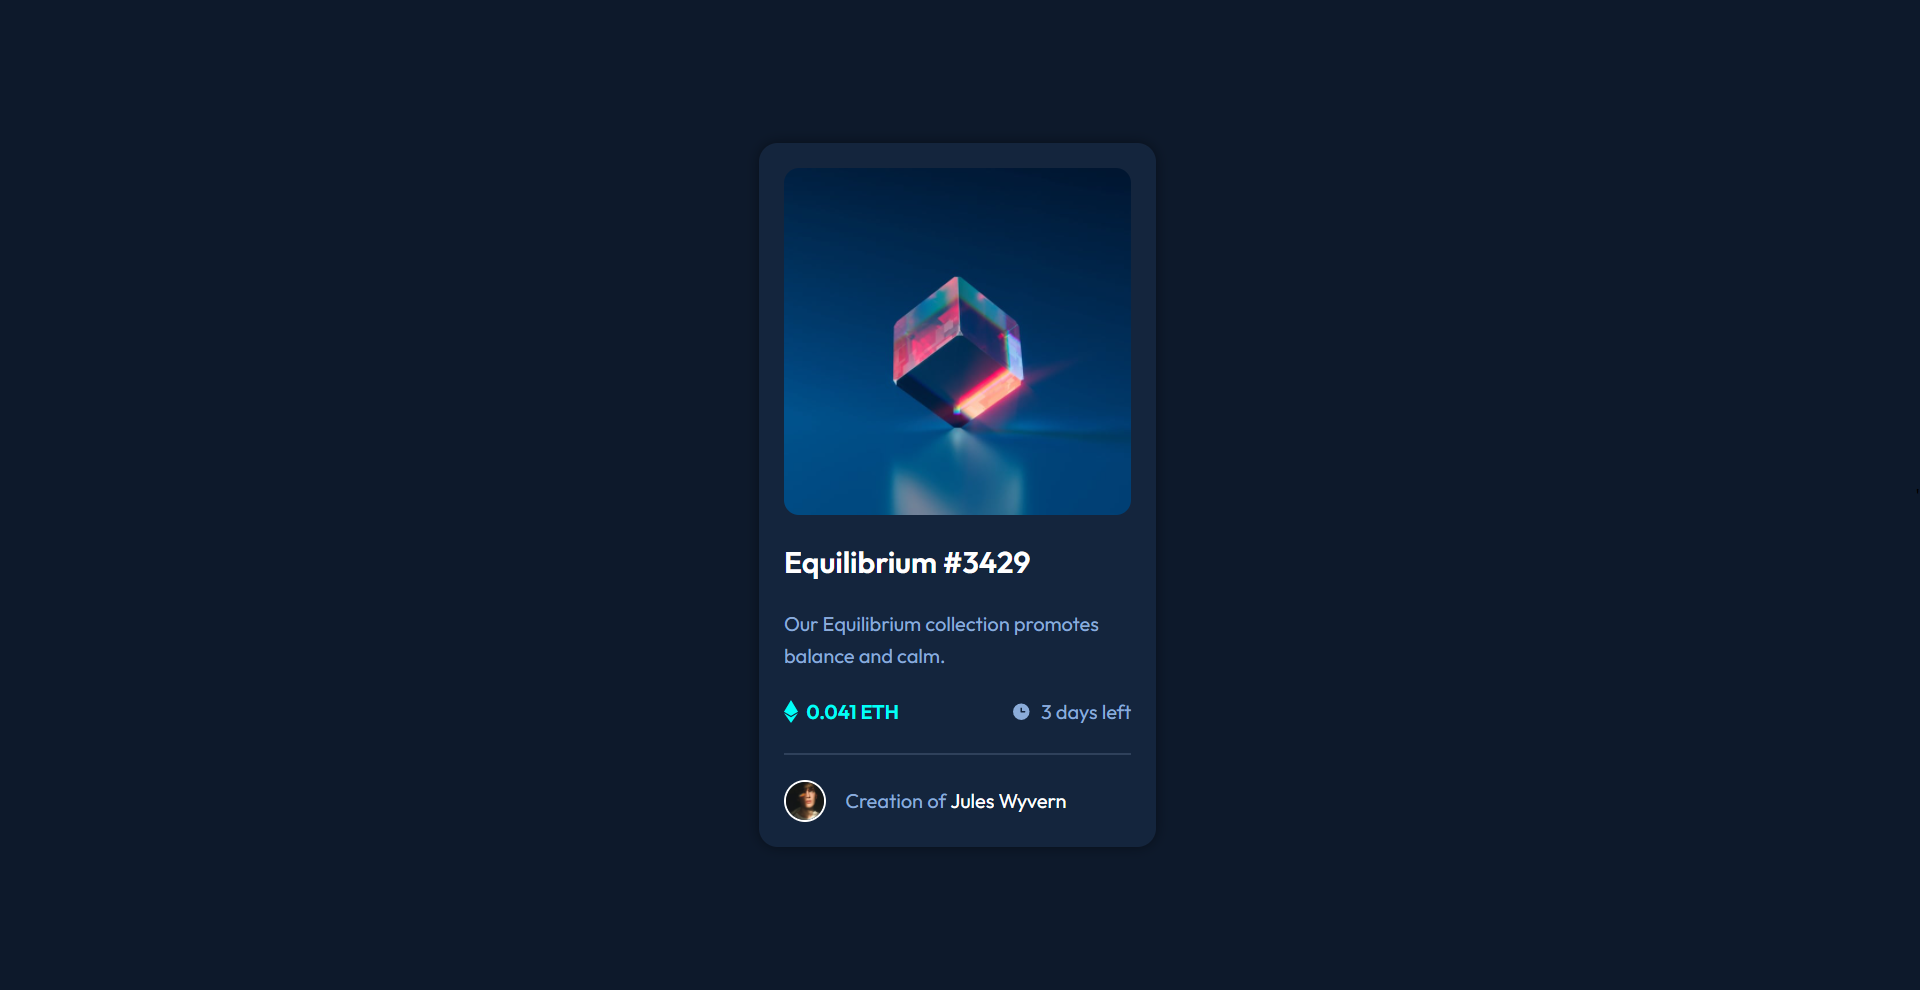 Equilibrium #3429
Our Equilibrium collection promotes
balance and calm.
0.041 ETH
3 days left
Creation of Jules Wyvern